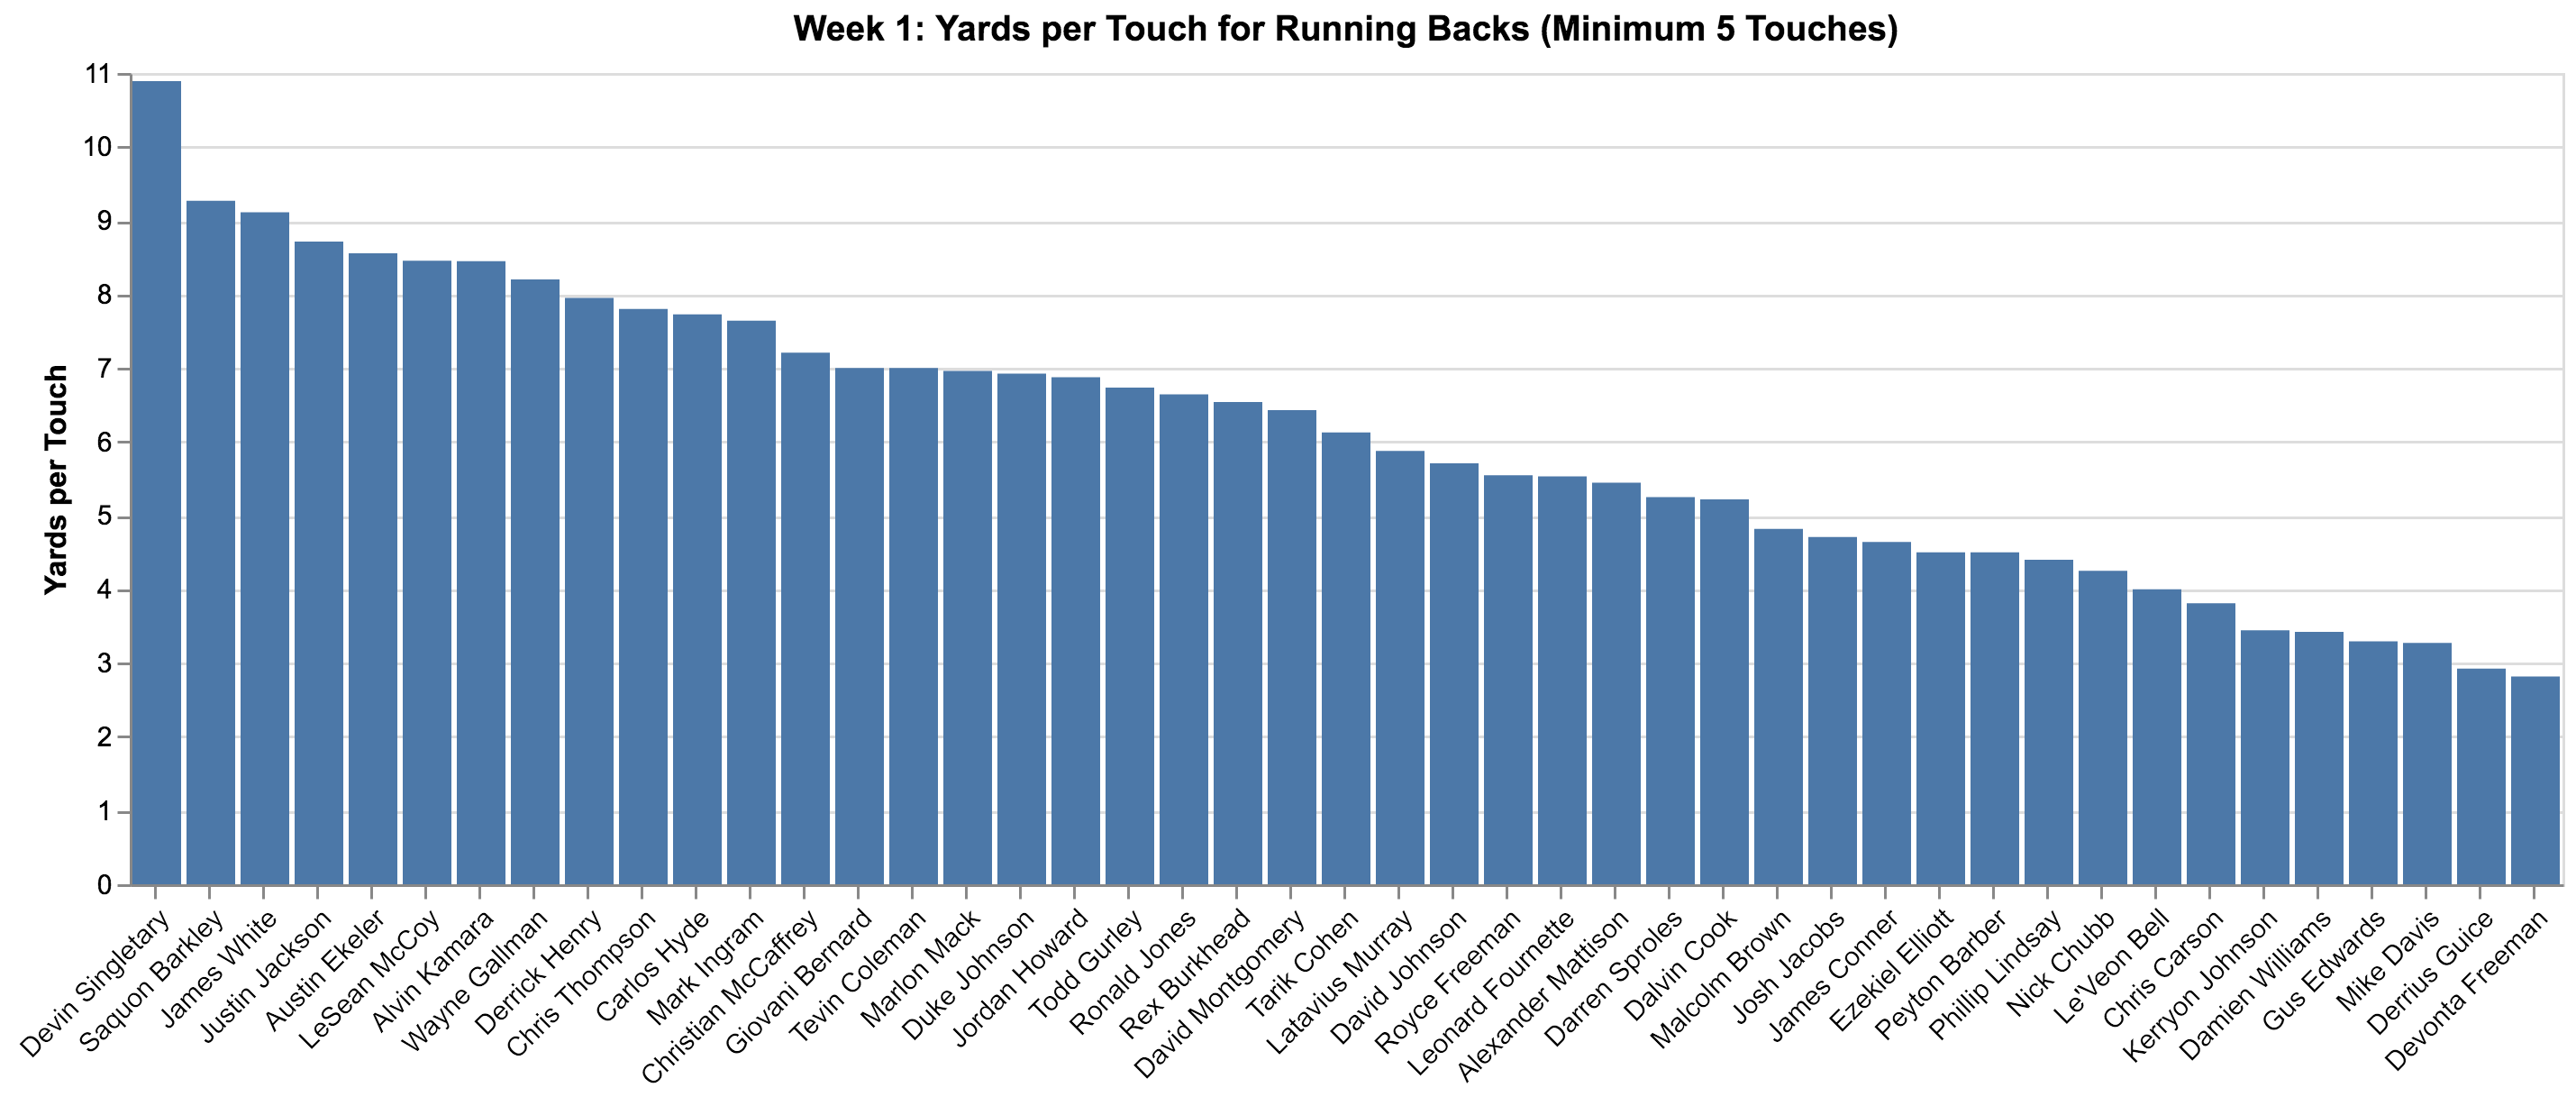 Week 1: Yards per Touch for Running Backs (Minimum 5 Touches)
Yards per Touch
11
10
9
8
7
6
5
4
3
2
1
0
Devin Singletary
Saquon Barkley
James White
Justin Jackson
Austin Ekeler
LeSean McCoy
Alvin Kamara
Wayne Gallman
Derrick Henry
Chris Thompson
Carlos Hyde
Mark Ingram
Christian McCaffrey
Giovani Bernard
Tevin Coleman
Marlon Mack
Duke Johnson
Jordan Howard
Todd Gurley
Ronald Jones
Rex Burkhead
David Montgomery
Tarik Cohen
Latavius Murray
David Johnson
Royce Freeman
Leonard Fournette
Alexander Mattison
Darren Sproles
Dalvin Cook
Malcolm Brown
Josh Jacobs
James Conner
Ezekiel Elliott
Peyton Barber
Phillip Lindsay
Nick Chubb
Le'Veon Bell
Chris Carson
Kerryon Johnson
Damien Williams
Gus Edwards
Mike Davis
Derrius Guice
Devonta Freeman